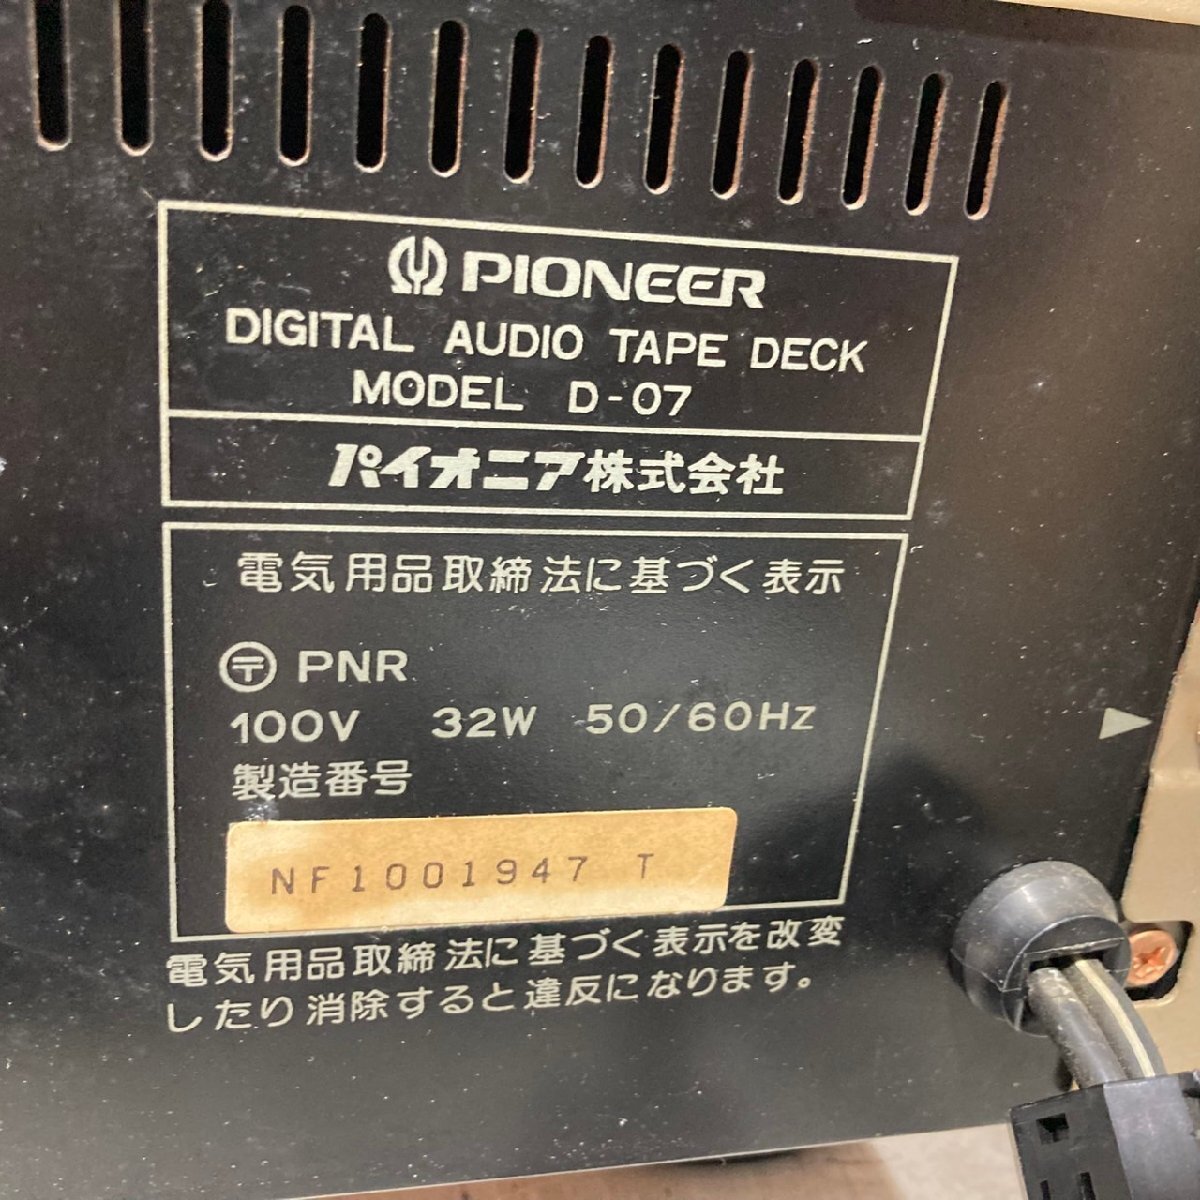 PIONEER
DIGITAL AUDIO TAPE DECK
MODEL D-07
パイオニア株式会社
電気用品取締法に基づく表示
〶 PNR
100V 32W 50/60Hz
製造番号
NF1001947 T
電気用品取締法に基づく表示を改変
したり消除すると違反になります。